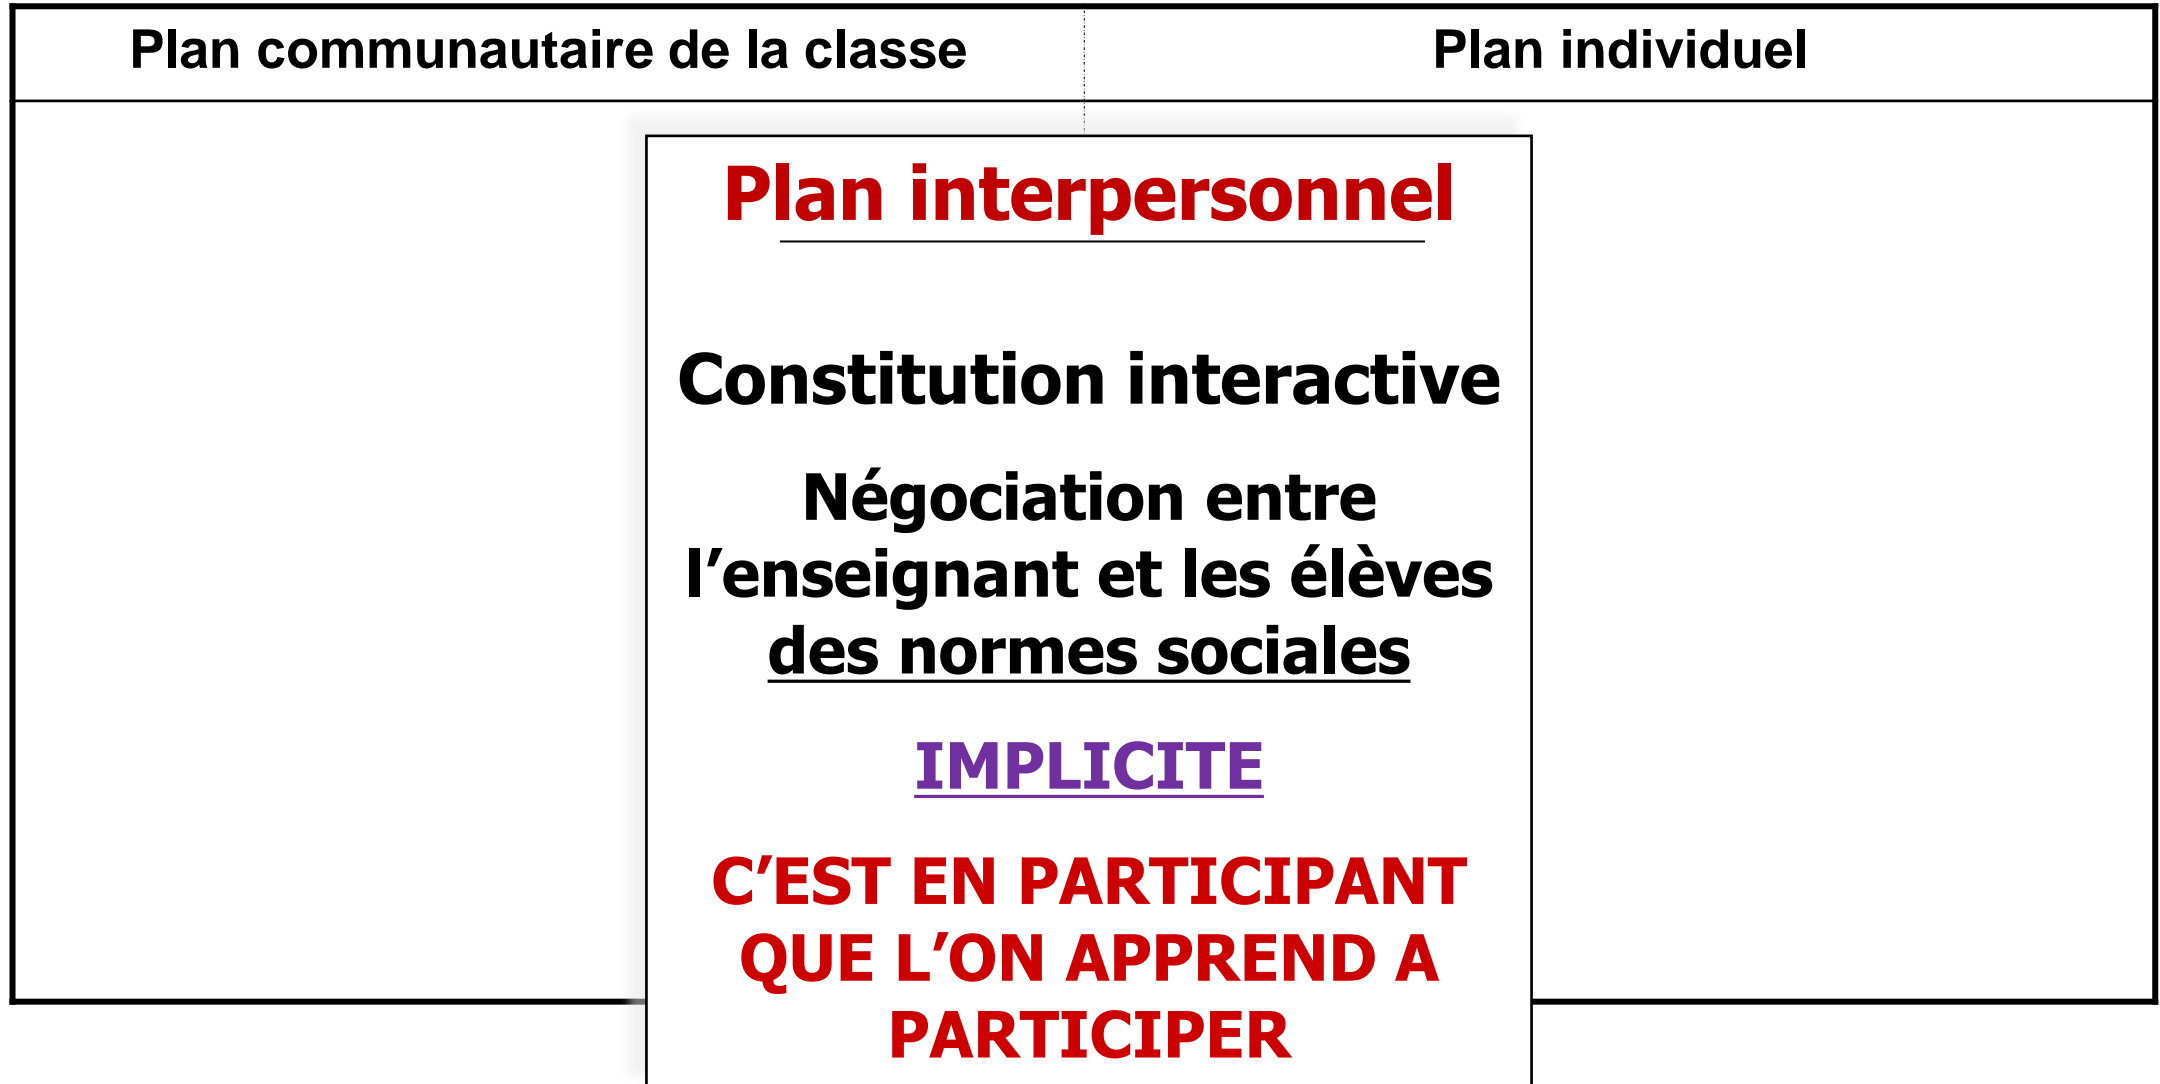 Plan communautaire de la classe
Plan individuel
Plan interpersonnel
Constitution interactive
Négociation entre
l’enseignant et les élèves
des normes sociales
IMPLICITE
C’EST EN PARTICIPANT
QUE L’ON APPREND A
PARTICIPER